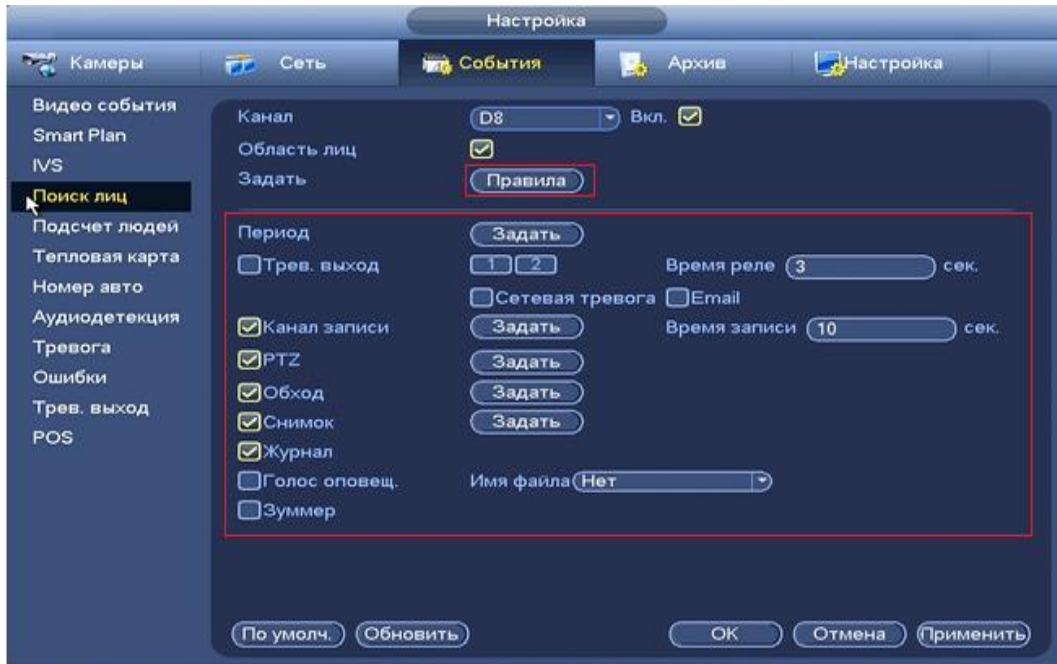 Настройка
Камеры Сеть События Архив Настройка
Видео события
Smart Plan
IVS
Поиск лиц
Подсчет людей
Тепловая карта
Номер авто
Аудиодетекция
Тревога
Ошибки
Трев. выход
POS
Канал D8 Вкл.
Область лиц
Задать Правила
Период Задать
Трев. выход 1 2 Время реле 3 сек.
Сетевая тревога Email
Канал записи Задать Время записи 10 сек.
PTZ Задать
Обход Задать
Снимок Задать
Журнал
Голос оповещ. Имя файла Нет
Зуммер
По умолч. Обновить OK Отмена Применить